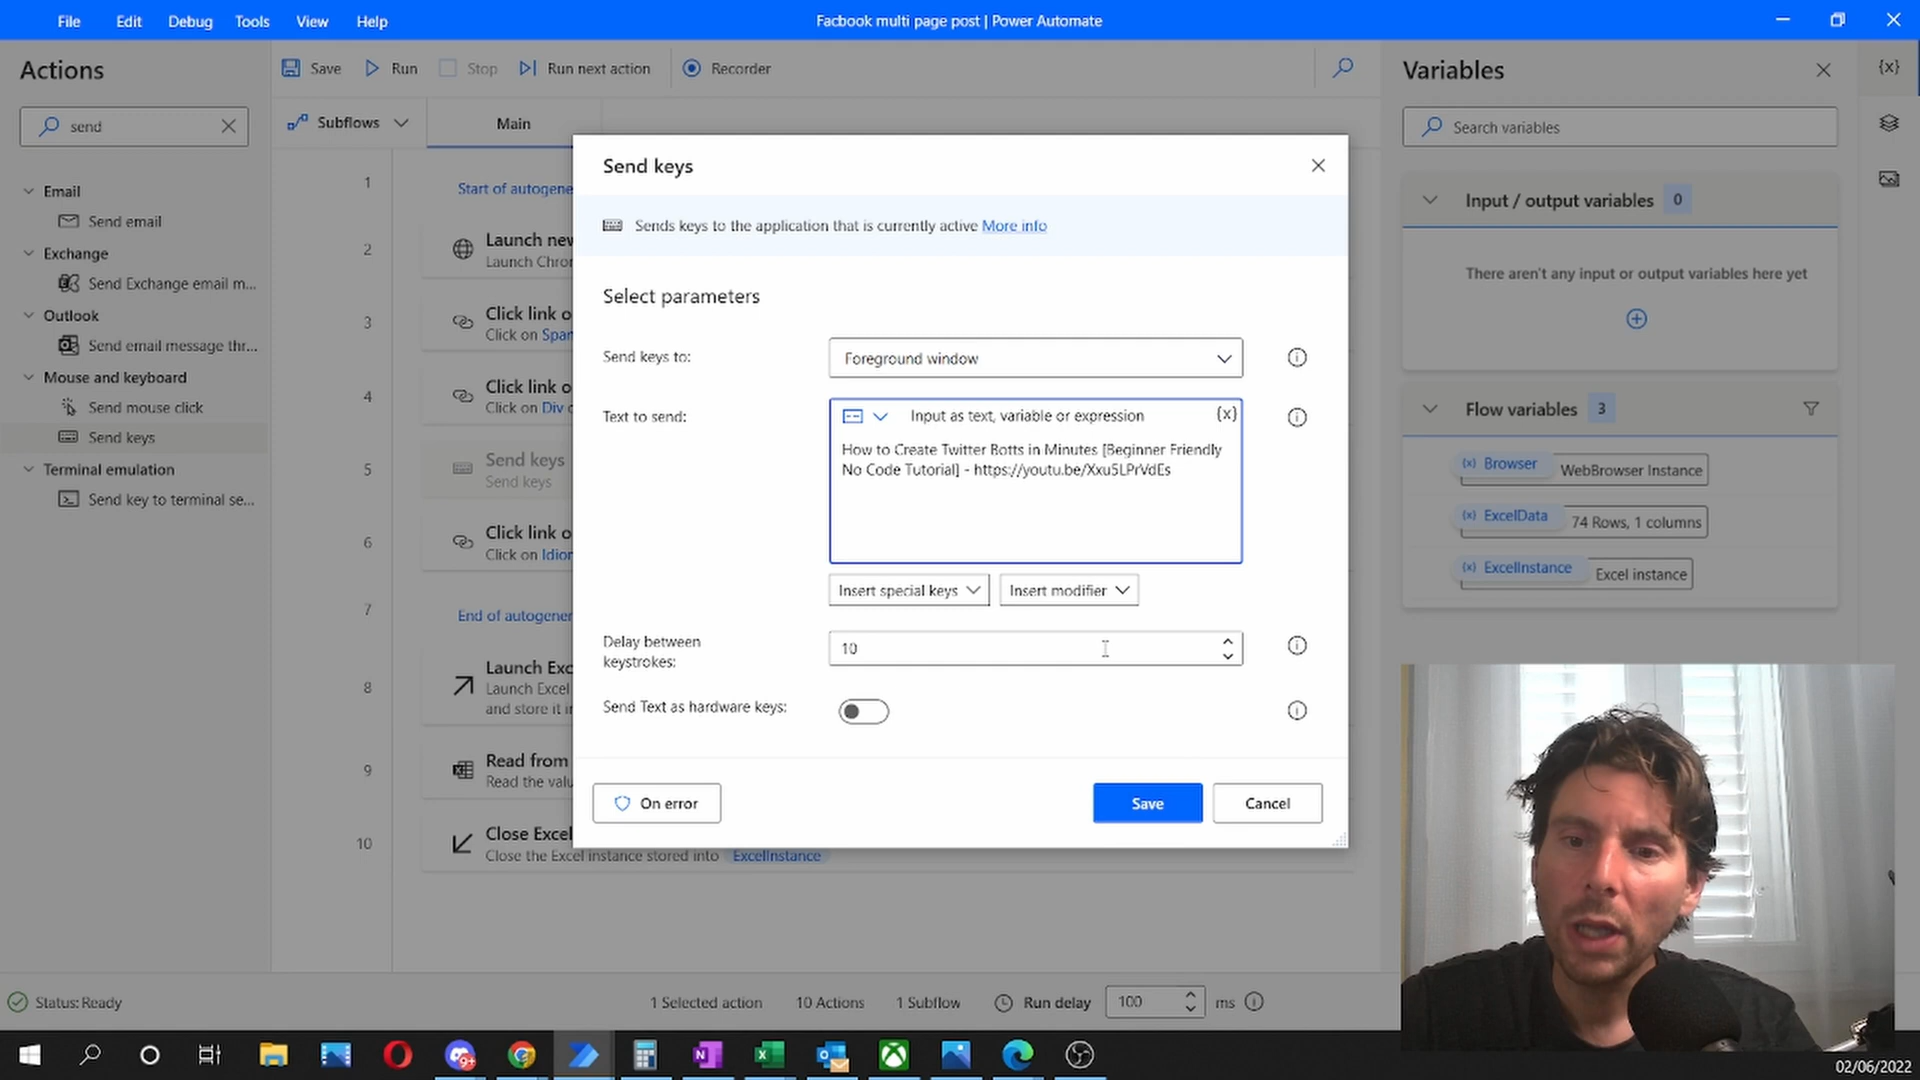 File Edit Debug Tools View Help
Facbook multi page post | Power Automate
Actions
send
Email
Send email
Exchange
Send Exchange email m...
Outlook
Send email message thr...
Mouse and keyboard
Send mouse click
Send keys
Terminal emulation
Send key to terminal se...
Save Run Stop Run next action Recorder
Subflows Main
1 Start of autogene
2 Launch new
Launch Chron
3 Click link o
Click on Span
4 Click link o
Click on Div o
5 Send keys
Send keys
6 Click link o
Click on Idion
7 End of autogener
8 Launch Exc
Launch Excel
and store it in
9 Read from
Read the valu
10 Close Excel
Close the Excel instance stored into ExcelInstance
Send keys
Sends keys to the application that is currently active More info
Select parameters
Send keys to: Foreground window
Text to send: Input as text, variable or expression {x}
How to Create Twitter Botts in Minutes [Beginner Friendly
No Code Tutorial] - https://youtu.be/Xxu5LPrVdEs
Insert special keys Insert modifier
Delay between
keystrokes: 10
Send Text as hardware keys:
On error Save Cancel
Variables
{x}
Search variables
Input / output variables 0
There aren't any input or output variables here yet
Flow variables 3
{x} Browser WebBrowser Instance
{x} ExcelData 74 Rows, 1 columns
{x} ExcelInstance Excel instance
Status: Ready 1 Selected action 10 Actions 1 Subflow Run delay 100 ms
02/06/2022